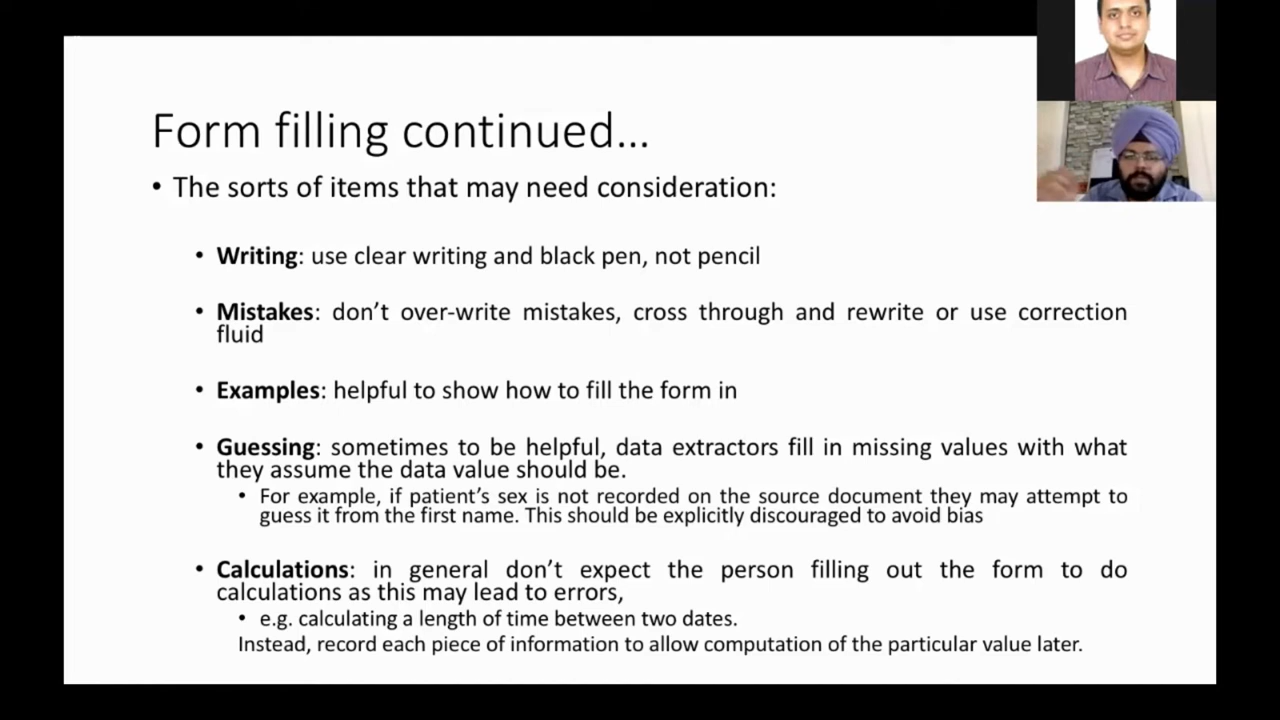 Form filling continued...
• The sorts of items that may need consideration:
• Writing: use clear writing and black pen, not pencil
• Mistakes: don’t over-write mistakes, cross through and rewrite or use correction
fluid
• Examples: helpful to show how to fill the form in
• Guessing: sometimes to be helpful, data extractors fill in missing values with what
they assume the data value should be.
• For example, if patient’s sex is not recorded on the source document they may attempt to
guess it from the first name. This should be explicitly discouraged to avoid bias
• Calculations: in general don’t expect the person filling out the form to do
calculations as this may lead to errors,
• e.g. calculating a length of time between two dates.
Instead, record each piece of information to allow computation of the particular value later.